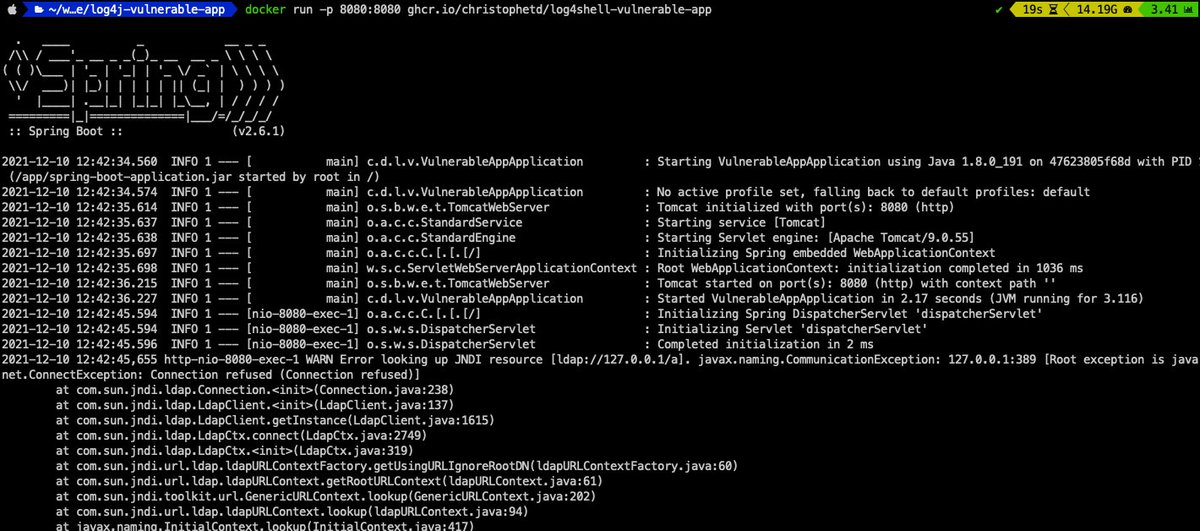 ~/w…e/log4j-vulnerable-app docker run -p 8080:8080 ghcr.io/christophetd/log4shell-vulnerable-app ✔ 19s 14.19G 3.41
  .   ____          _            __ _ _
 /\\ / ___'_ __ _ _(_)_ __  __ _ \ \ \ \
( ( )\___ | '_ | '_| | '_ \/ _` | \ \ \ \
 \\/  ___)| |_)| | | | | || (_| |  ) ) ) )
  '  |____| .__|_| |_|_| |_\__, | / / / /
 =========|_|==============|___/=/_/_/_/
 :: Spring Boot ::                (v2.6.1)
2021-12-10 12:42:34.560  INFO 1 --- [           main] c.d.l.v.VulnerableAppApplication         : Starting VulnerableAppApplication using Java 1.8.0_191 on 47623805f68d with PID
(/app/spring-boot-application.jar started by root in /)
2021-12-10 12:42:34.574  INFO 1 --- [           main] c.d.l.v.VulnerableAppApplication         : No active profile set, falling back to default profiles: default
2021-12-10 12:42:35.614  INFO 1 --- [           main] o.s.b.w.e.t.TomcatWebServer              : Tomcat initialized with port(s): 8080 (http)
2021-12-10 12:42:35.637  INFO 1 --- [           main] o.a.c.c.StandardService                  : Starting service [Tomcat]
2021-12-10 12:42:35.638  INFO 1 --- [           main] o.a.c.c.StandardEngine                   : Starting Servlet engine: [Apache Tomcat/9.0.55]
2021-12-10 12:42:35.697  INFO 1 --- [           main] o.a.c.c.C.[.[.[/]                        : Initializing Spring embedded WebApplicationContext
2021-12-10 12:42:35.698  INFO 1 --- [           main] w.s.c.ServletWebServerApplicationContext : Root WebApplicationContext: initialization completed in 1036 ms
2021-12-10 12:42:36.215  INFO 1 --- [           main] o.s.b.w.e.t.TomcatWebServer              : Tomcat started on port(s): 8080 (http) with context path ''
2021-12-10 12:42:36.227  INFO 1 --- [           main] c.d.l.v.VulnerableAppApplication         : Started VulnerableAppApplication in 2.17 seconds (JVM running for 3.116)
2021-12-10 12:42:45.594  INFO 1 --- [nio-8080-exec-1] o.a.c.c.C.[.[.[/]                        : Initializing Spring DispatcherServlet 'dispatcherServlet'
2021-12-10 12:42:45.594  INFO 1 --- [nio-8080-exec-1] o.s.w.s.DispatcherServlet                : Initializing Servlet 'dispatcherServlet'
2021-12-10 12:42:45.596  INFO 1 --- [nio-8080-exec-1] o.s.w.s.DispatcherServlet                : Completed initialization in 2 ms
2021-12-10 12:42:45,655 http-nio-8080-exec-1 WARN Error looking up JNDI resource [ldap://127.0.0.1/a]. javax.naming.CommunicationException: 127.0.0.1:389 [Root exception is java
net.ConnectException: Connection refused (Connection refused)]
        at com.sun.jndi.ldap.Connection.<init>(Connection.java:238)
        at com.sun.jndi.ldap.LdapClient.<init>(LdapClient.java:137)
        at com.sun.jndi.ldap.LdapClient.getInstance(LdapClient.java:1615)
        at com.sun.jndi.ldap.LdapCtx.connect(LdapCtx.java:2749)
        at com.sun.jndi.ldap.LdapCtx.<init>(LdapCtx.java:319)
        at com.sun.jndi.url.ldap.ldapURLContextFactory.getUsingURLIgnoreRootDN(ldapURLContextFactory.java:60)
        at com.sun.jndi.url.ldap.ldapURLContext.getRootURLContext(ldapURLContext.java:61)
        at com.sun.jndi.toolkit.url.GenericURLContext.lookup(GenericURLContext.java:202)
        at com.sun.jndi.url.ldap.ldapURLContext.lookup(ldapURLContext.java:94)
        at javax.naming.InitialContext.lookup(InitialContext.java:417)